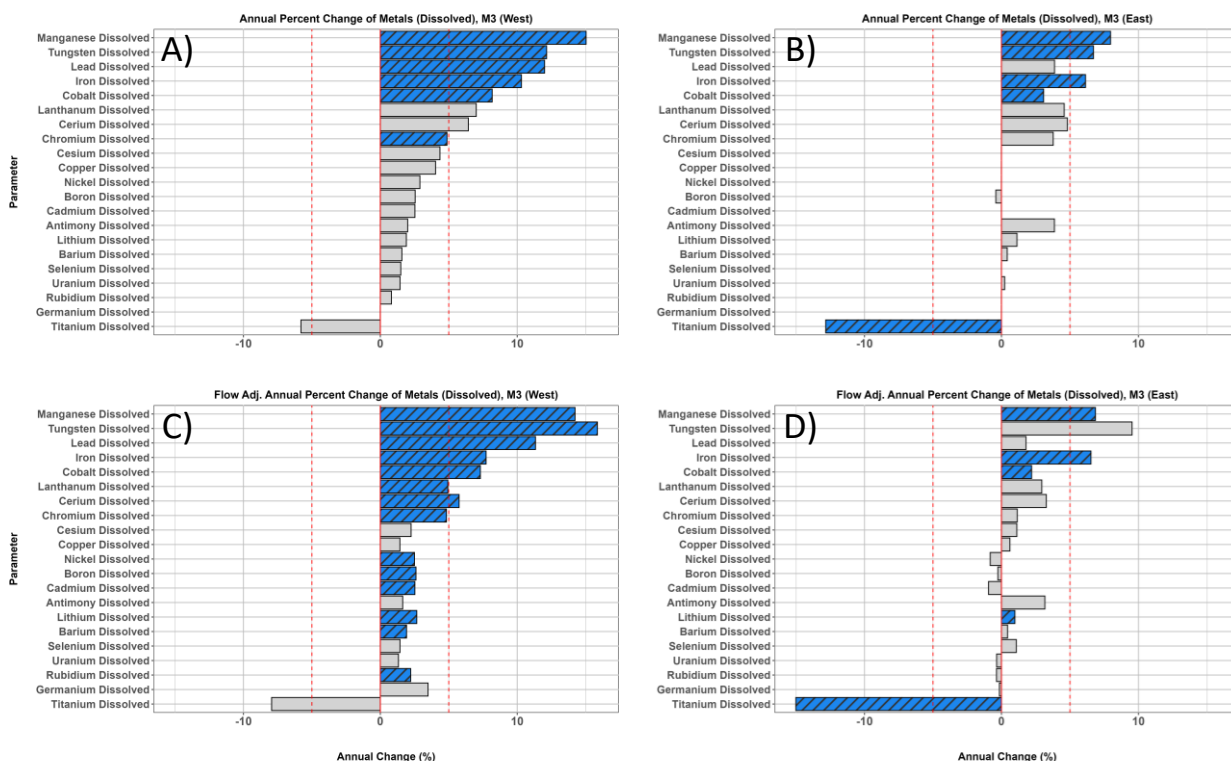 Annual Percent Change of Metals (Dissolved), M3 (West)
A)
Manganese Dissolved
Tungsten Dissolved
Lead Dissolved
Iron Dissolved
Cobalt Dissolved
Lanthanum Dissolved
Cerium Dissolved
Chromium Dissolved
Cesium Dissolved
Copper Dissolved
Nickel Dissolved
Boron Dissolved
Cadmium Dissolved
Antimony Dissolved
Lithium Dissolved
Barium Dissolved
Selenium Dissolved
Uranium Dissolved
Rubidium Dissolved
Germanium Dissolved
Titanium Dissolved
Parameter
-10 0 10
Annual Percent Change of Metals (Dissolved), M3 (East)
B)
Manganese Dissolved
Tungsten Dissolved
Lead Dissolved
Iron Dissolved
Cobalt Dissolved
Lanthanum Dissolved
Cerium Dissolved
Chromium Dissolved
Cesium Dissolved
Copper Dissolved
Nickel Dissolved
Boron Dissolved
Cadmium Dissolved
Antimony Dissolved
Lithium Dissolved
Barium Dissolved
Selenium Dissolved
Uranium Dissolved
Rubidium Dissolved
Germanium Dissolved
Titanium Dissolved
-10 0 10
Flow Adj. Annual Percent Change of Metals (Dissolved), M3 (West)
C)
Manganese Dissolved
Tungsten Dissolved
Lead Dissolved
Iron Dissolved
Cobalt Dissolved
Lanthanum Dissolved
Cerium Dissolved
Chromium Dissolved
Cesium Dissolved
Copper Dissolved
Nickel Dissolved
Boron Dissolved
Cadmium Dissolved
Antimony Dissolved
Lithium Dissolved
Barium Dissolved
Selenium Dissolved
Uranium Dissolved
Rubidium Dissolved
Germanium Dissolved
Titanium Dissolved
Parameter
-10 0 10
Annual Change (%)
Flow Adj. Annual Percent Change of Metals (Dissolved), M3 (East)
D)
Manganese Dissolved
Tungsten Dissolved
Lead Dissolved
Iron Dissolved
Cobalt Dissolved
Lanthanum Dissolved
Cerium Dissolved
Chromium Dissolved
Cesium Dissolved
Copper Dissolved
Nickel Dissolved
Boron Dissolved
Cadmium Dissolved
Antimony Dissolved
Lithium Dissolved
Barium Dissolved
Selenium Dissolved
Uranium Dissolved
Rubidium Dissolved
Germanium Dissolved
Titanium Dissolved
-10 0 10
Annual Change (%)